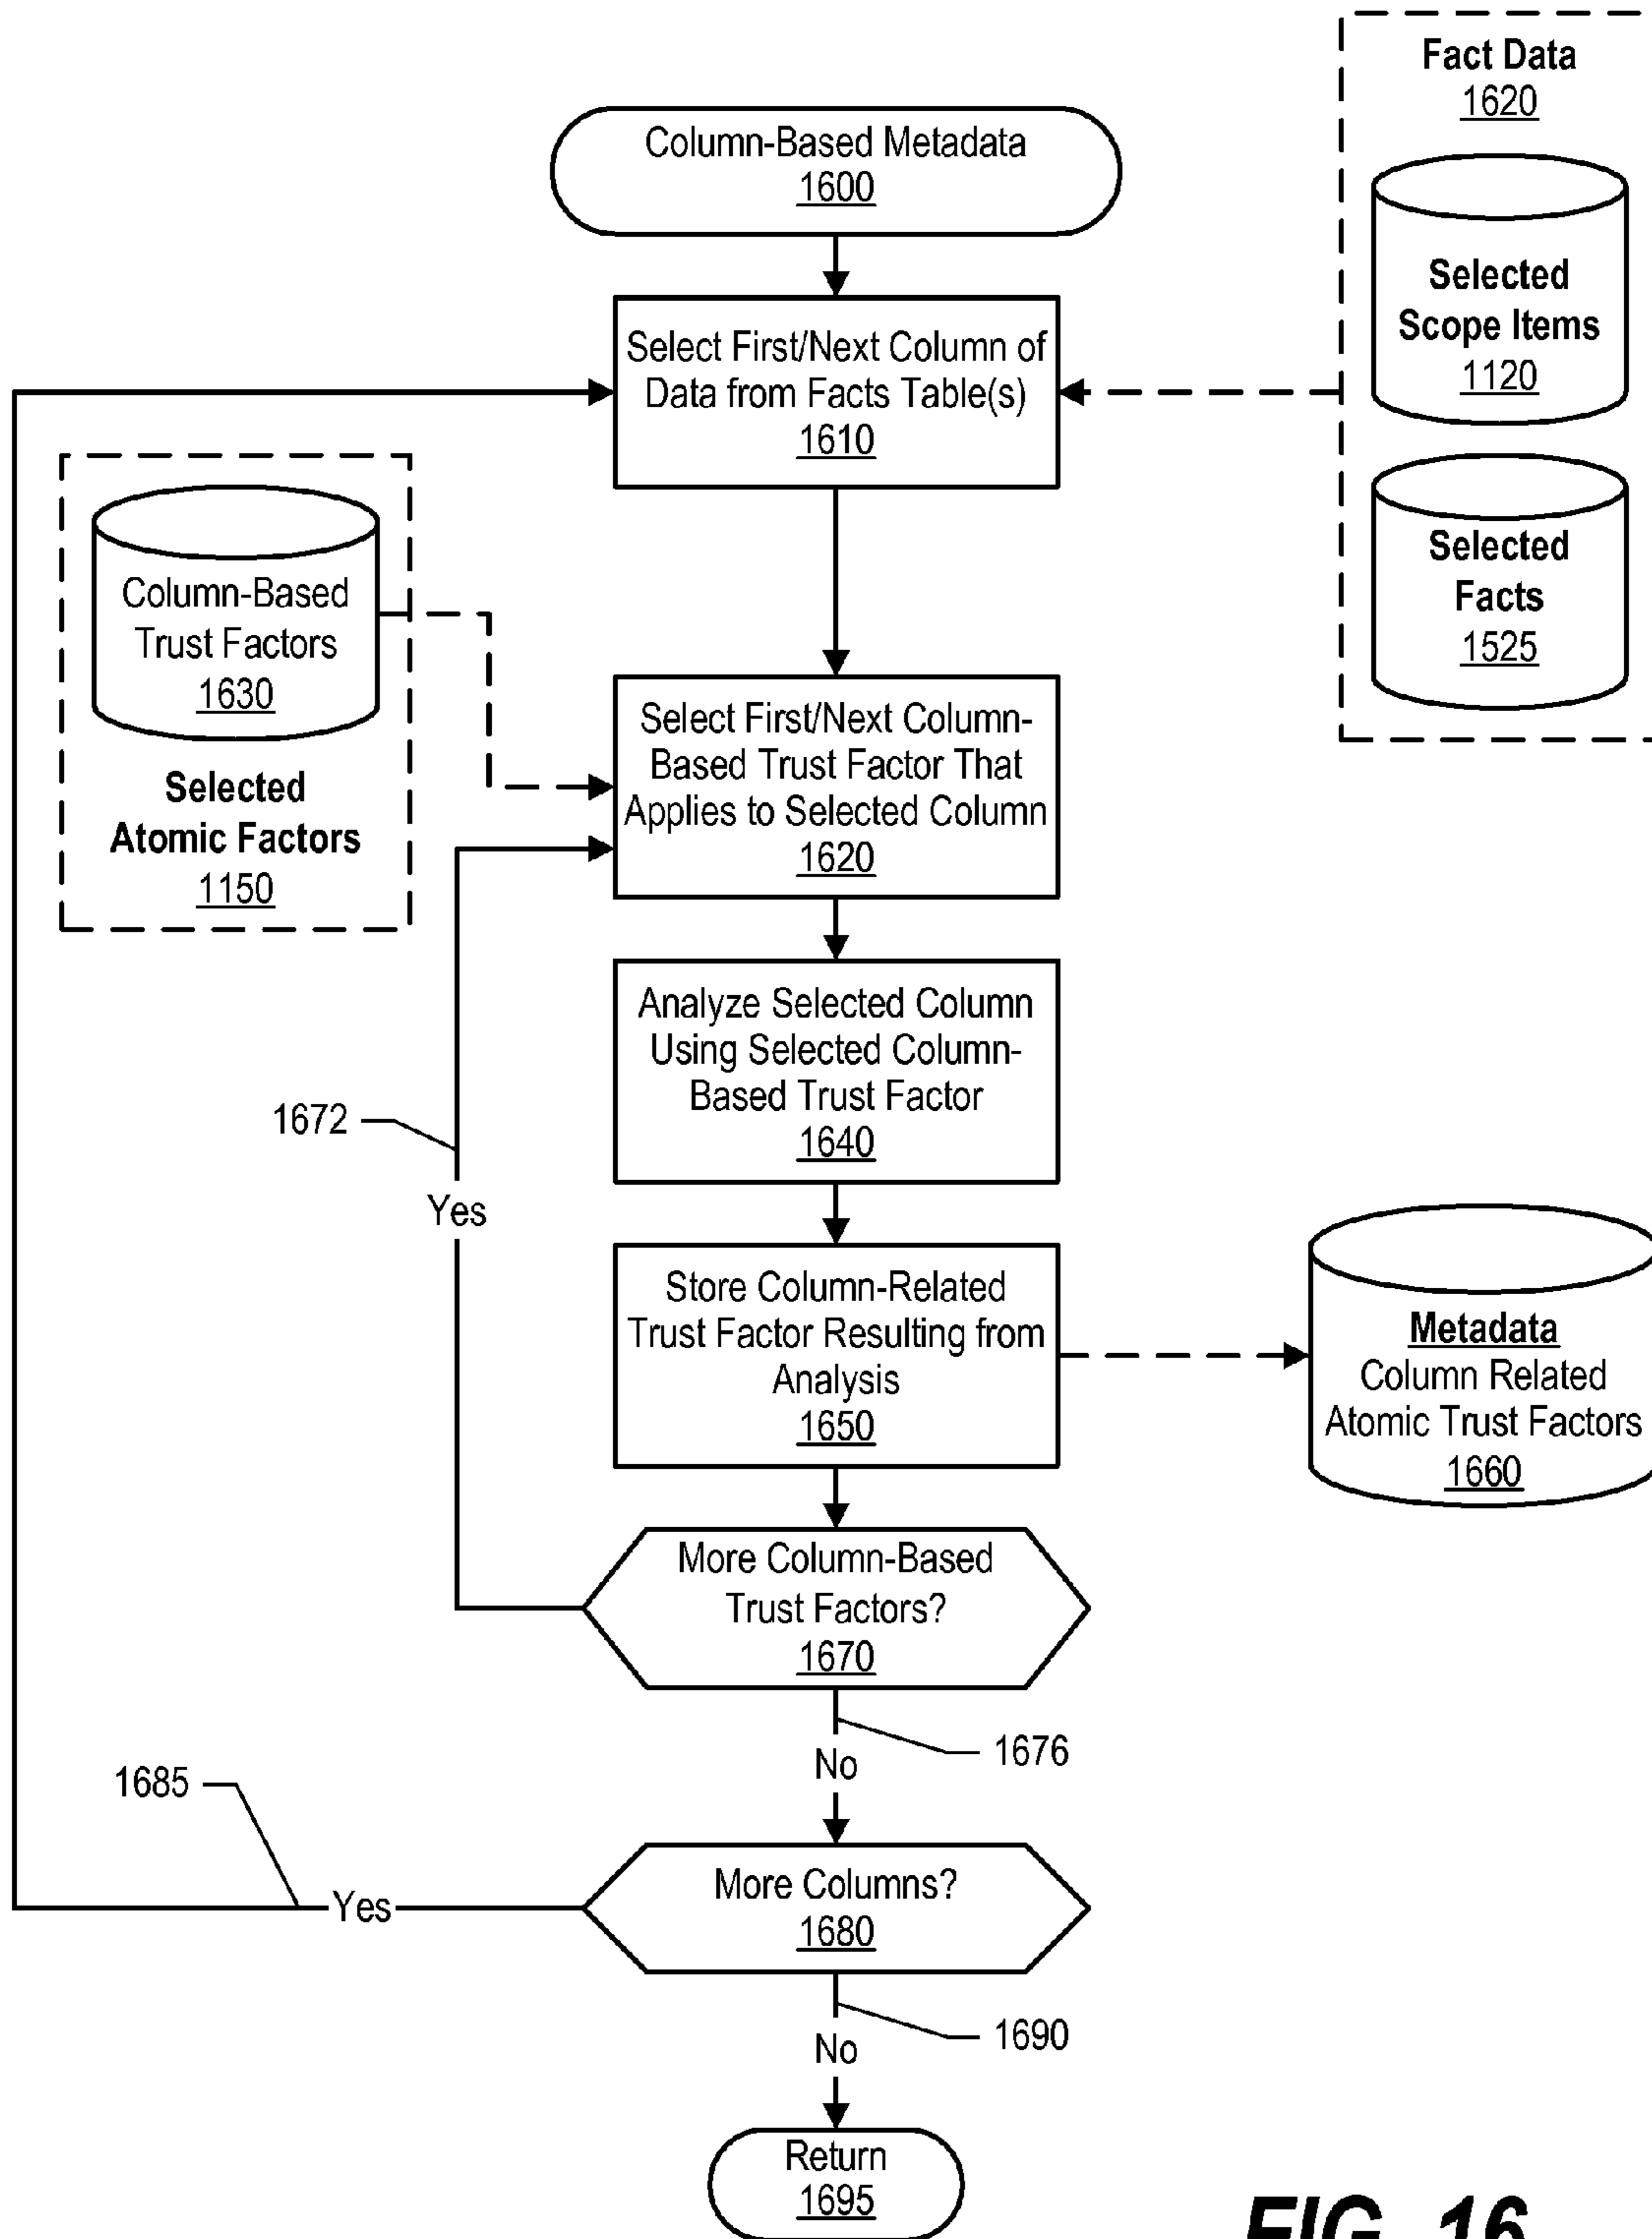 Fact Data
1620
Column-Based Metadata
1600
Selected
Scope Items
1120
Select First/Next Column of
Data from Facts Table(s)
1610
Selected
Facts
1525
Column-Based
Trust Factors
1630
Selected
Atomic Factors
1150
Select First/Next Column-
Based Trust Factor That
Applies to Selected Column
1620
Analyze Selected Column
Using Selected Column-
Based Trust Factor
1640
1672
Yes
Store Column-Related
Trust Factor Resulting from
Analysis
1650
Metadata
Column Related
Atomic Trust Factors
1660
More Column-Based
Trust Factors?
1670
1676
No
1685
Yes
More Columns?
1680
1690
No
Return
1695
FIG. 16